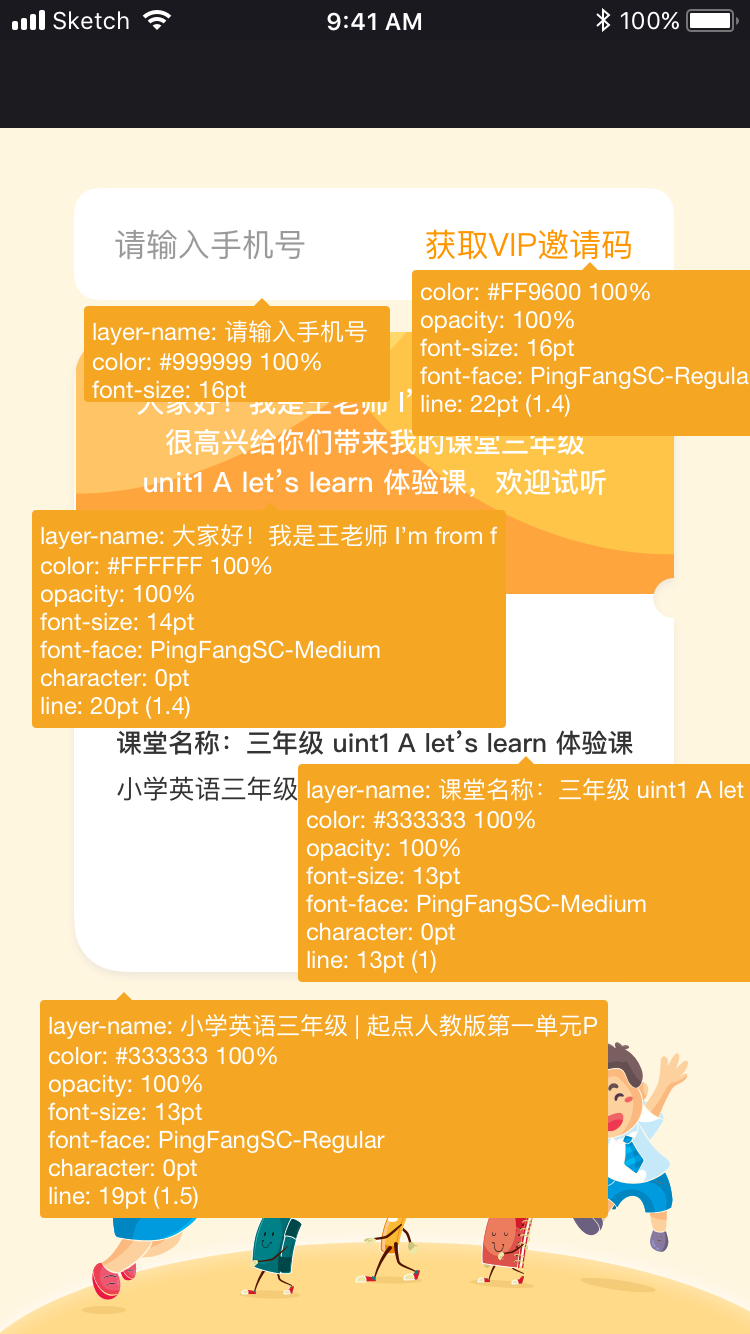 Sketch 9:41 AM 100%
请输入手机号 获取VIP邀请码
layer-name: 请输入手机号
color: #999999 100%
font-size: 16pt
color: #FF9600 100%
opacity: 100%
font-size: 16pt
font-face: PingFangSC-Regula
line: 22pt (1.4)
大家好！我是王老师 I'
很高兴给你们带来我的课堂三年级
unit1 A let's learn 体验课，欢迎试听
layer-name: 大家好！我是王老师 I'm from f
color: #FFFFFF 100%
opacity: 100%
font-size: 14pt
font-face: PingFangSC-Medium
character: 0pt
line: 20pt (1.4)
课堂名称：三年级 uint1 A let's learn 体验课
小学英语三年级
layer-name: 课堂名称：三年级 uint1 A let
color: #333333 100%
opacity: 100%
font-size: 13pt
font-face: PingFangSC-Medium
character: 0pt
line: 13pt (1)
layer-name: 小学英语三年级 | 起点人教版第一单元P
color: #333333 100%
opacity: 100%
font-size: 13pt
font-face: PingFangSC-Regular
character: 0pt
line: 19pt (1.5)